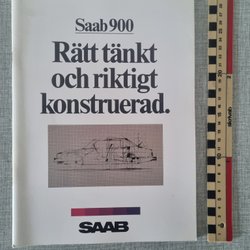 Saab 900
Rätt tänkt
och riktigt
konstruerad.
SAAB